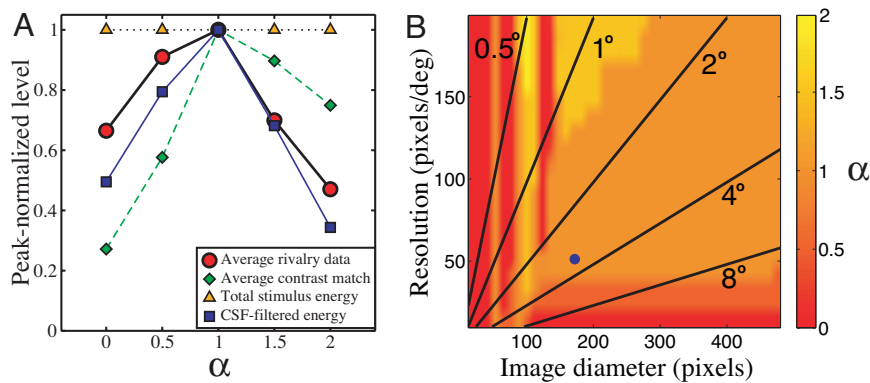 A
Peak-normalized level
1
0.8
0.6
0.4
0.2
0
0
0.5
1
1.5
2
α
Average rivalry data
Average contrast match
Total stimulus energy
CSF-filtered energy
B
Resolution (pixels/deg)
150
100
50
100
200
300
400
Image diameter (pixels)
0.5°
1°
2°
4°
8°
2
1.5
1
0.5
0
α